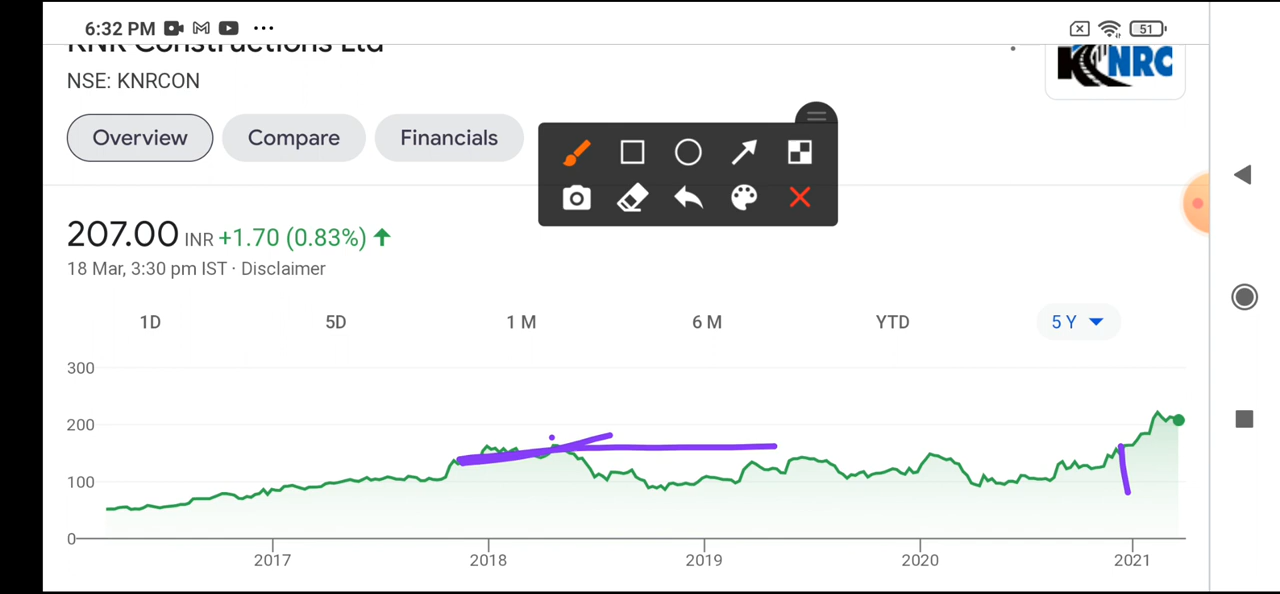 6:32 PM ... 51
KNR Constructions Ltd
KNRC
NSE: KNRCON
Overview Compare Financials
207.00 INR +1.70 (0.83%) ↑
18 Mar, 3:30 pm IST · Disclaimer
1D 5D 1 M 6 M YTD 5 Y
300
200
100
0
2017 2018 2019 2020 2021